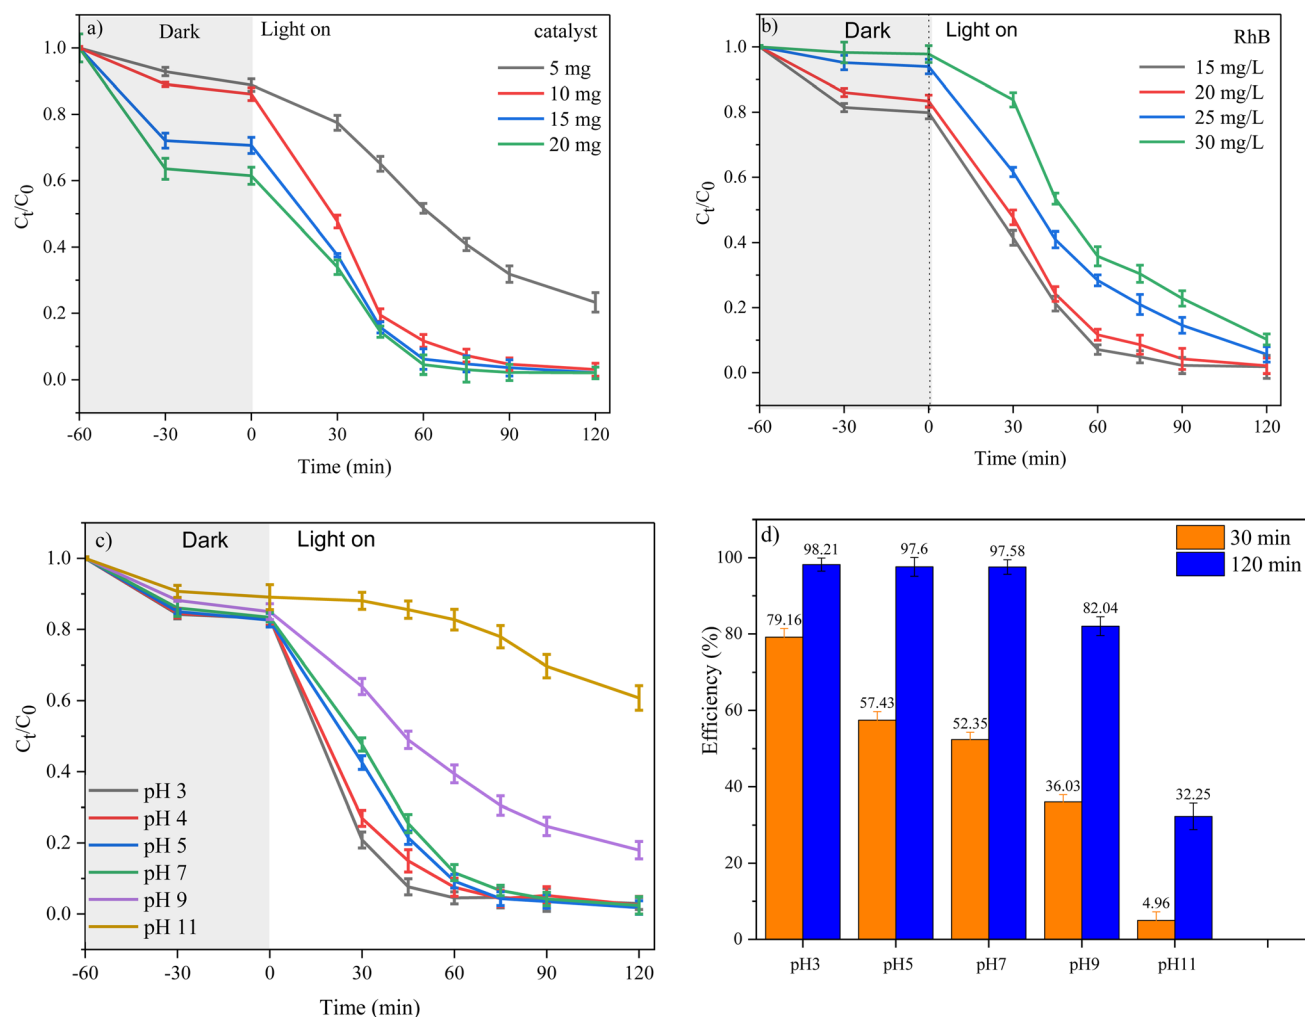 a)
Dark
Light on
catalyst
5 mg
10 mg
15 mg
20 mg
1.0
0.8
0.6
0.4
0.2
0.0
Ct/C0
-60
-30
0
30
60
90
120
Time (min)
b)
Dark
Light on
RhB
15 mg/L
20 mg/L
25 mg/L
30 mg/L
1.0
0.8
0.6
0.4
0.2
0.0
Ct/C0
-60
-30
0
30
60
90
120
Time (min)
c)
Dark
Light on
1.0
0.8
0.6
0.4
0.2
0.0
Ct/C0
pH 3
pH 4
pH 5
pH 7
pH 9
pH 11
-60
-30
0
30
60
90
120
Time (min)
d)
30 min
120 min
100
80
60
40
20
0
Efficiency (%)
79.16
98.21
57.43
97.6
52.35
97.58
36.03
82.04
4.96
32.25
pH3
pH5
pH7
pH9
pH11